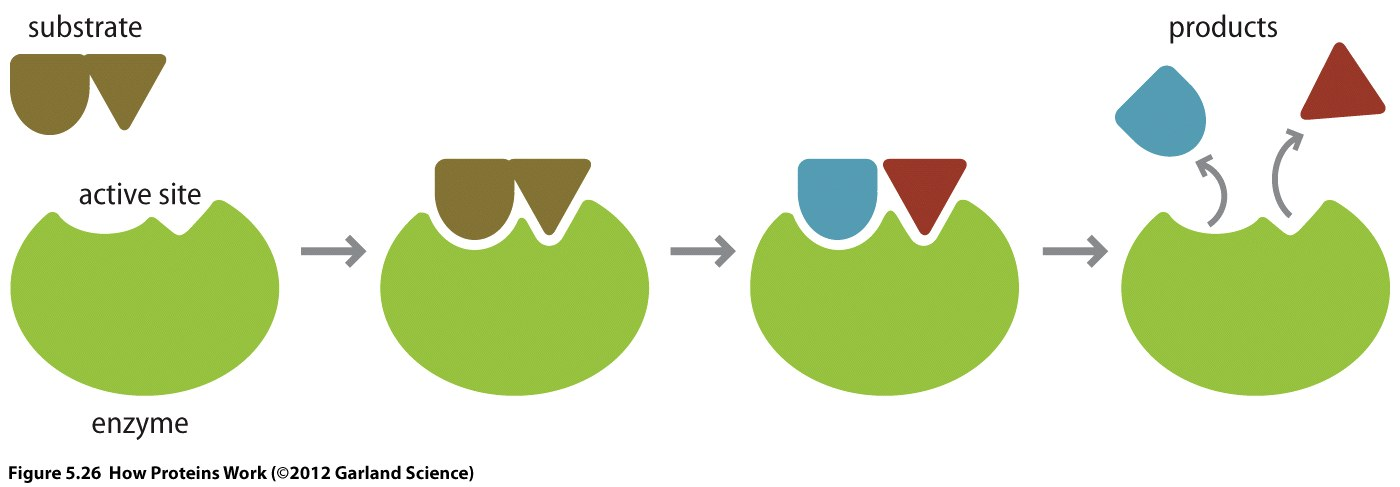 substrate
products
active site
enzyme
Figure 5.26 How Proteins Work (©2012 Garland Science)